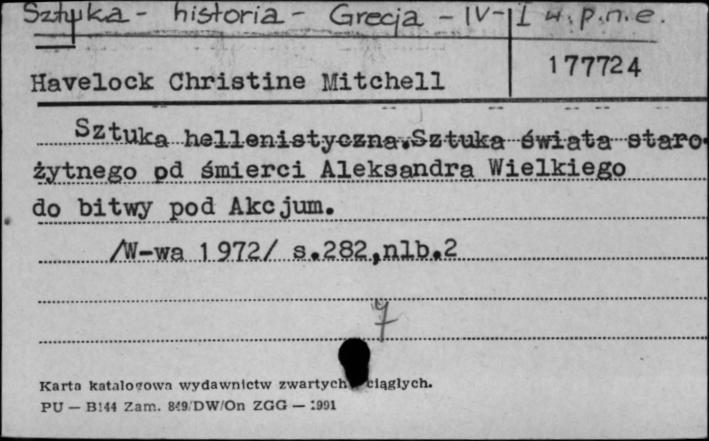 Sztuka - historia - Grecja - IV - I w. p.n.e.
177724
Havelock Christine Mitchell
Sztuka hellenistyczna.Sztuka świata staro-
żytnego od śmierci Aleksandra Wielkiego
do bitwy pod Akcjum.
/W-wa 1972/ s.282,nlb.2
7
Karta katalogowa wydawnictw zwartych ciągłych.
PU — B144 Zam. 849/DW/On ZGG — 1991